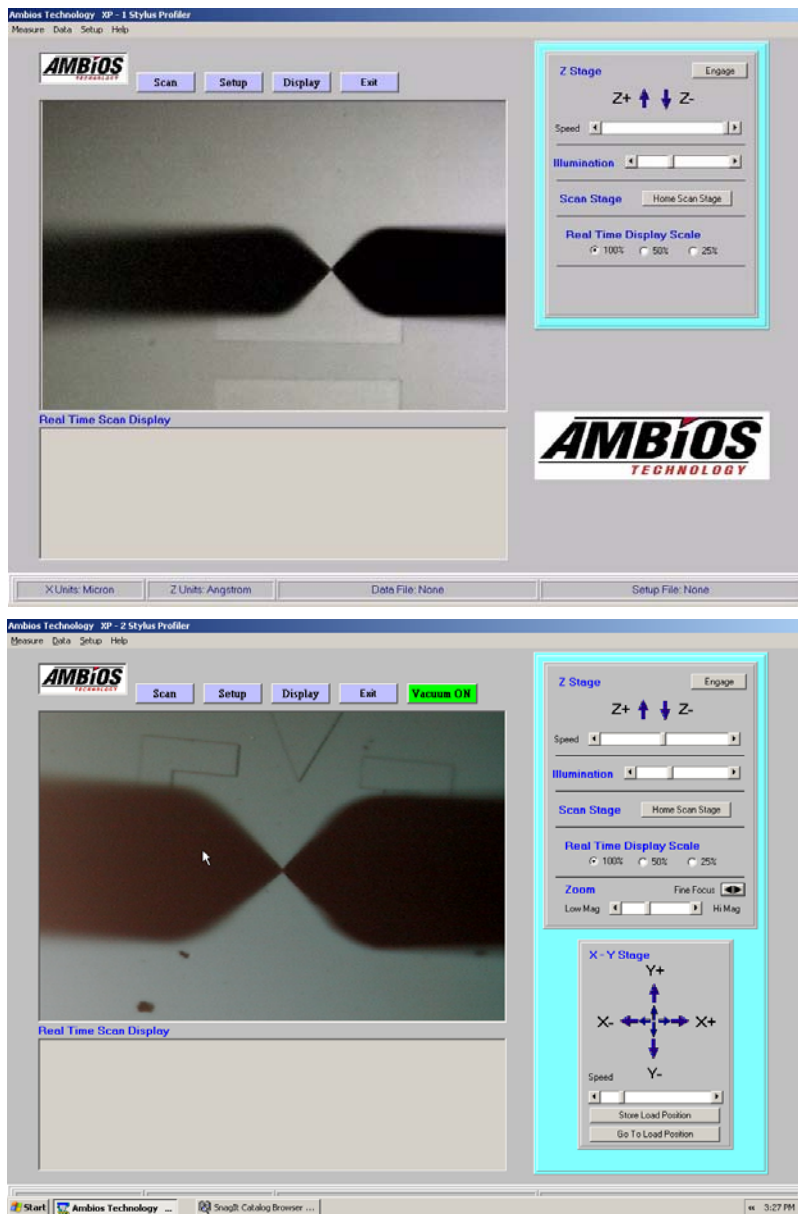 Ambios Technology XP - 1 Stylus Profiler
Measure Data Setup Help
AMBiOS
TECHNOLOGY
Scan Setup Display Exit
Z Stage Engage
Z+ Z-
Speed
Illumination
Scan Stage Home Scan Stage
Real Time Display Scale
100% 50% 25%
Real Time Scan Display
AMBiOS
TECHNOLOGY
X Units: Micron Z Units: Angstrom Data File: None Setup File: None
Ambios Technology XP - 2 Stylus Profiler
Measure Data Setup Help
AMBiOS
TECHNOLOGY
Scan Setup Display Exit Vacuum ON
Z Stage Engage
Z+ Z-
Speed
Illumination
Scan Stage Home Scan Stage
Real Time Display Scale
100% 50% 25%
Zoom Fine Focus
Low Mag Hi Mag
X - Y Stage
Y+
X- X+
Y-
Speed
Store Load Position
Go To Load Position
Real Time Scan Display
Start Ambios Technology ... SnagIt Catalog Browser ... « 3:27 PM